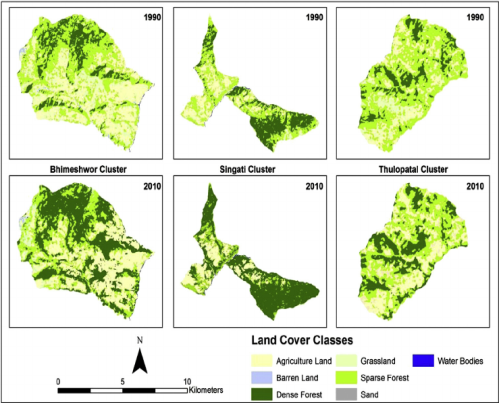 1990
1990
1990
Bhimeshwor Cluster
Singati Cluster
Thulopatal Cluster
2010
2010
2010
N
0 5 10
Kilometers
Land Cover Classes
Agriculture Land
Grassland
Water Bodies
Barren Land
Sparse Forest
Dense Forest
Sand